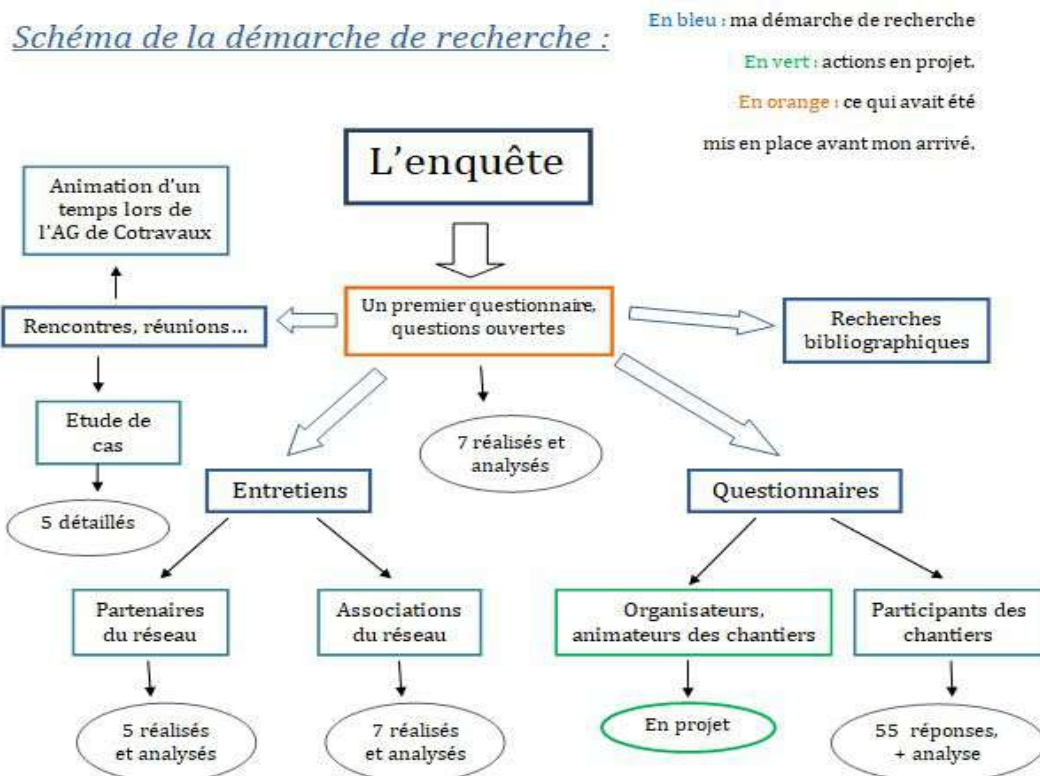 Schéma de la démarche de recherche :
En bleu : ma démarche de recherche
En vert : actions en projet.
En orange : ce qui avait été
mis en place avant mon arrivé.
L'enquête
Animation d'un
temps lors de
l'AG de Cotravaux
Rencontres, réunions...
Un premier questionnaire,
questions ouvertes
Recherches
bibliographiques
Etude de
cas
7 réalisés et
analysés
5 détaillés
Entretiens
Questionnaires
Partenaires
du réseau
Associations
du réseau
Organisateurs,
animateurs des chantiers
Participants des
chantiers
5 réalisés
et analysés
7 réalisés
et analysés
En projet
55 réponses,
+ analyse